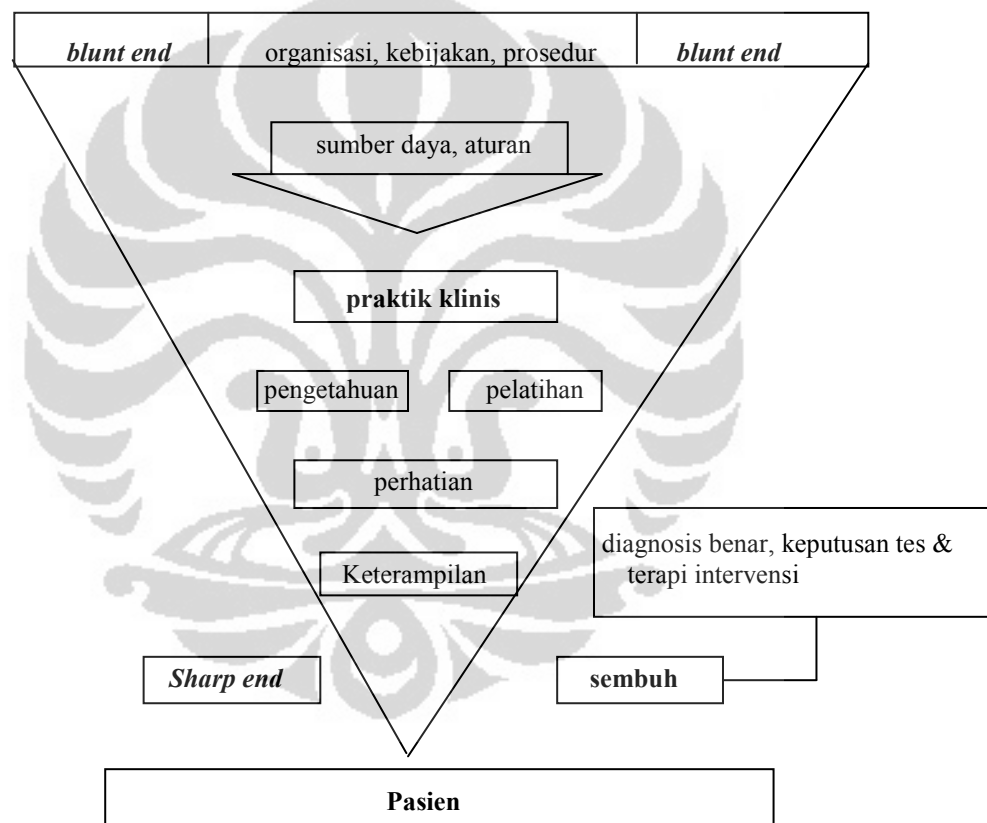 blunt end organisasi, kebijakan, prosedur blunt end
sumber daya, aturan
praktik klinis
pengetahuan pelatihan
perhatian
diagnosis benar, keputusan tes &
terapi intervensi
Keterampilan
Sharp end sembuh
Pasien